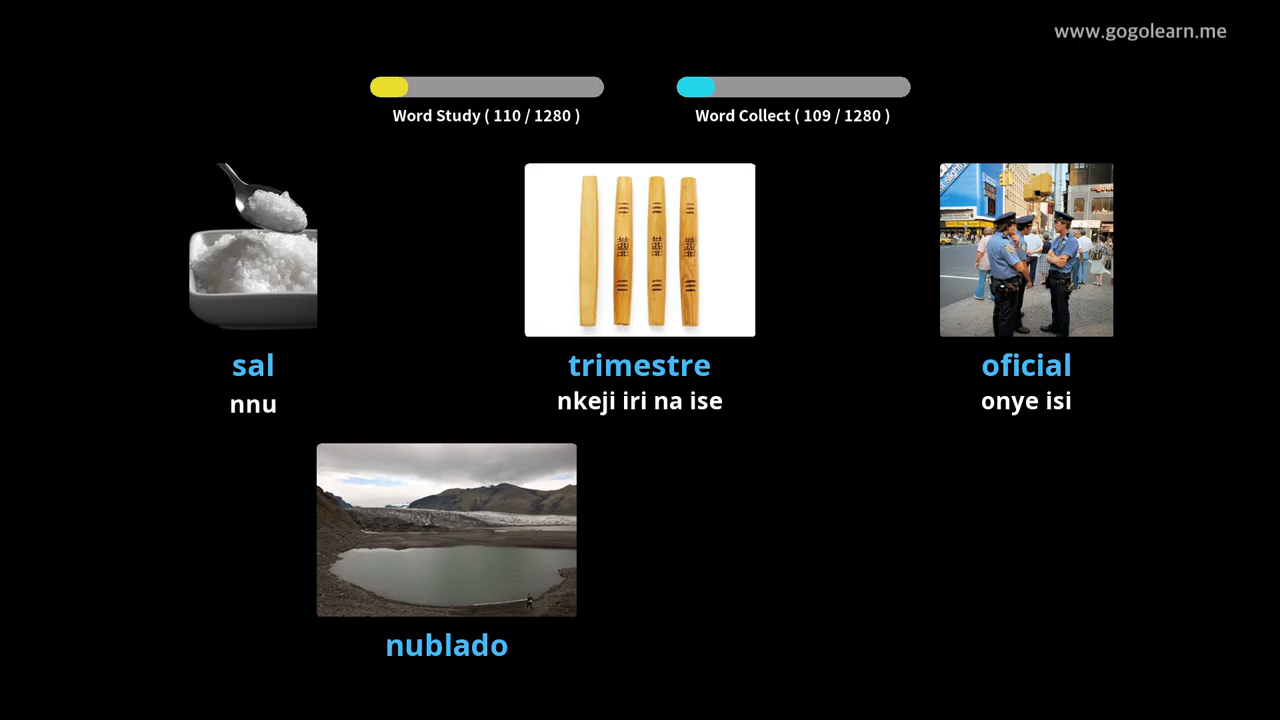 www.gogolearn.me
Word Study ( 110 / 1280 )
Word Collect ( 109 / 1280 )
sal
nnu
trimestre
nkeji iri na ise
oficial
onye isi
nublado